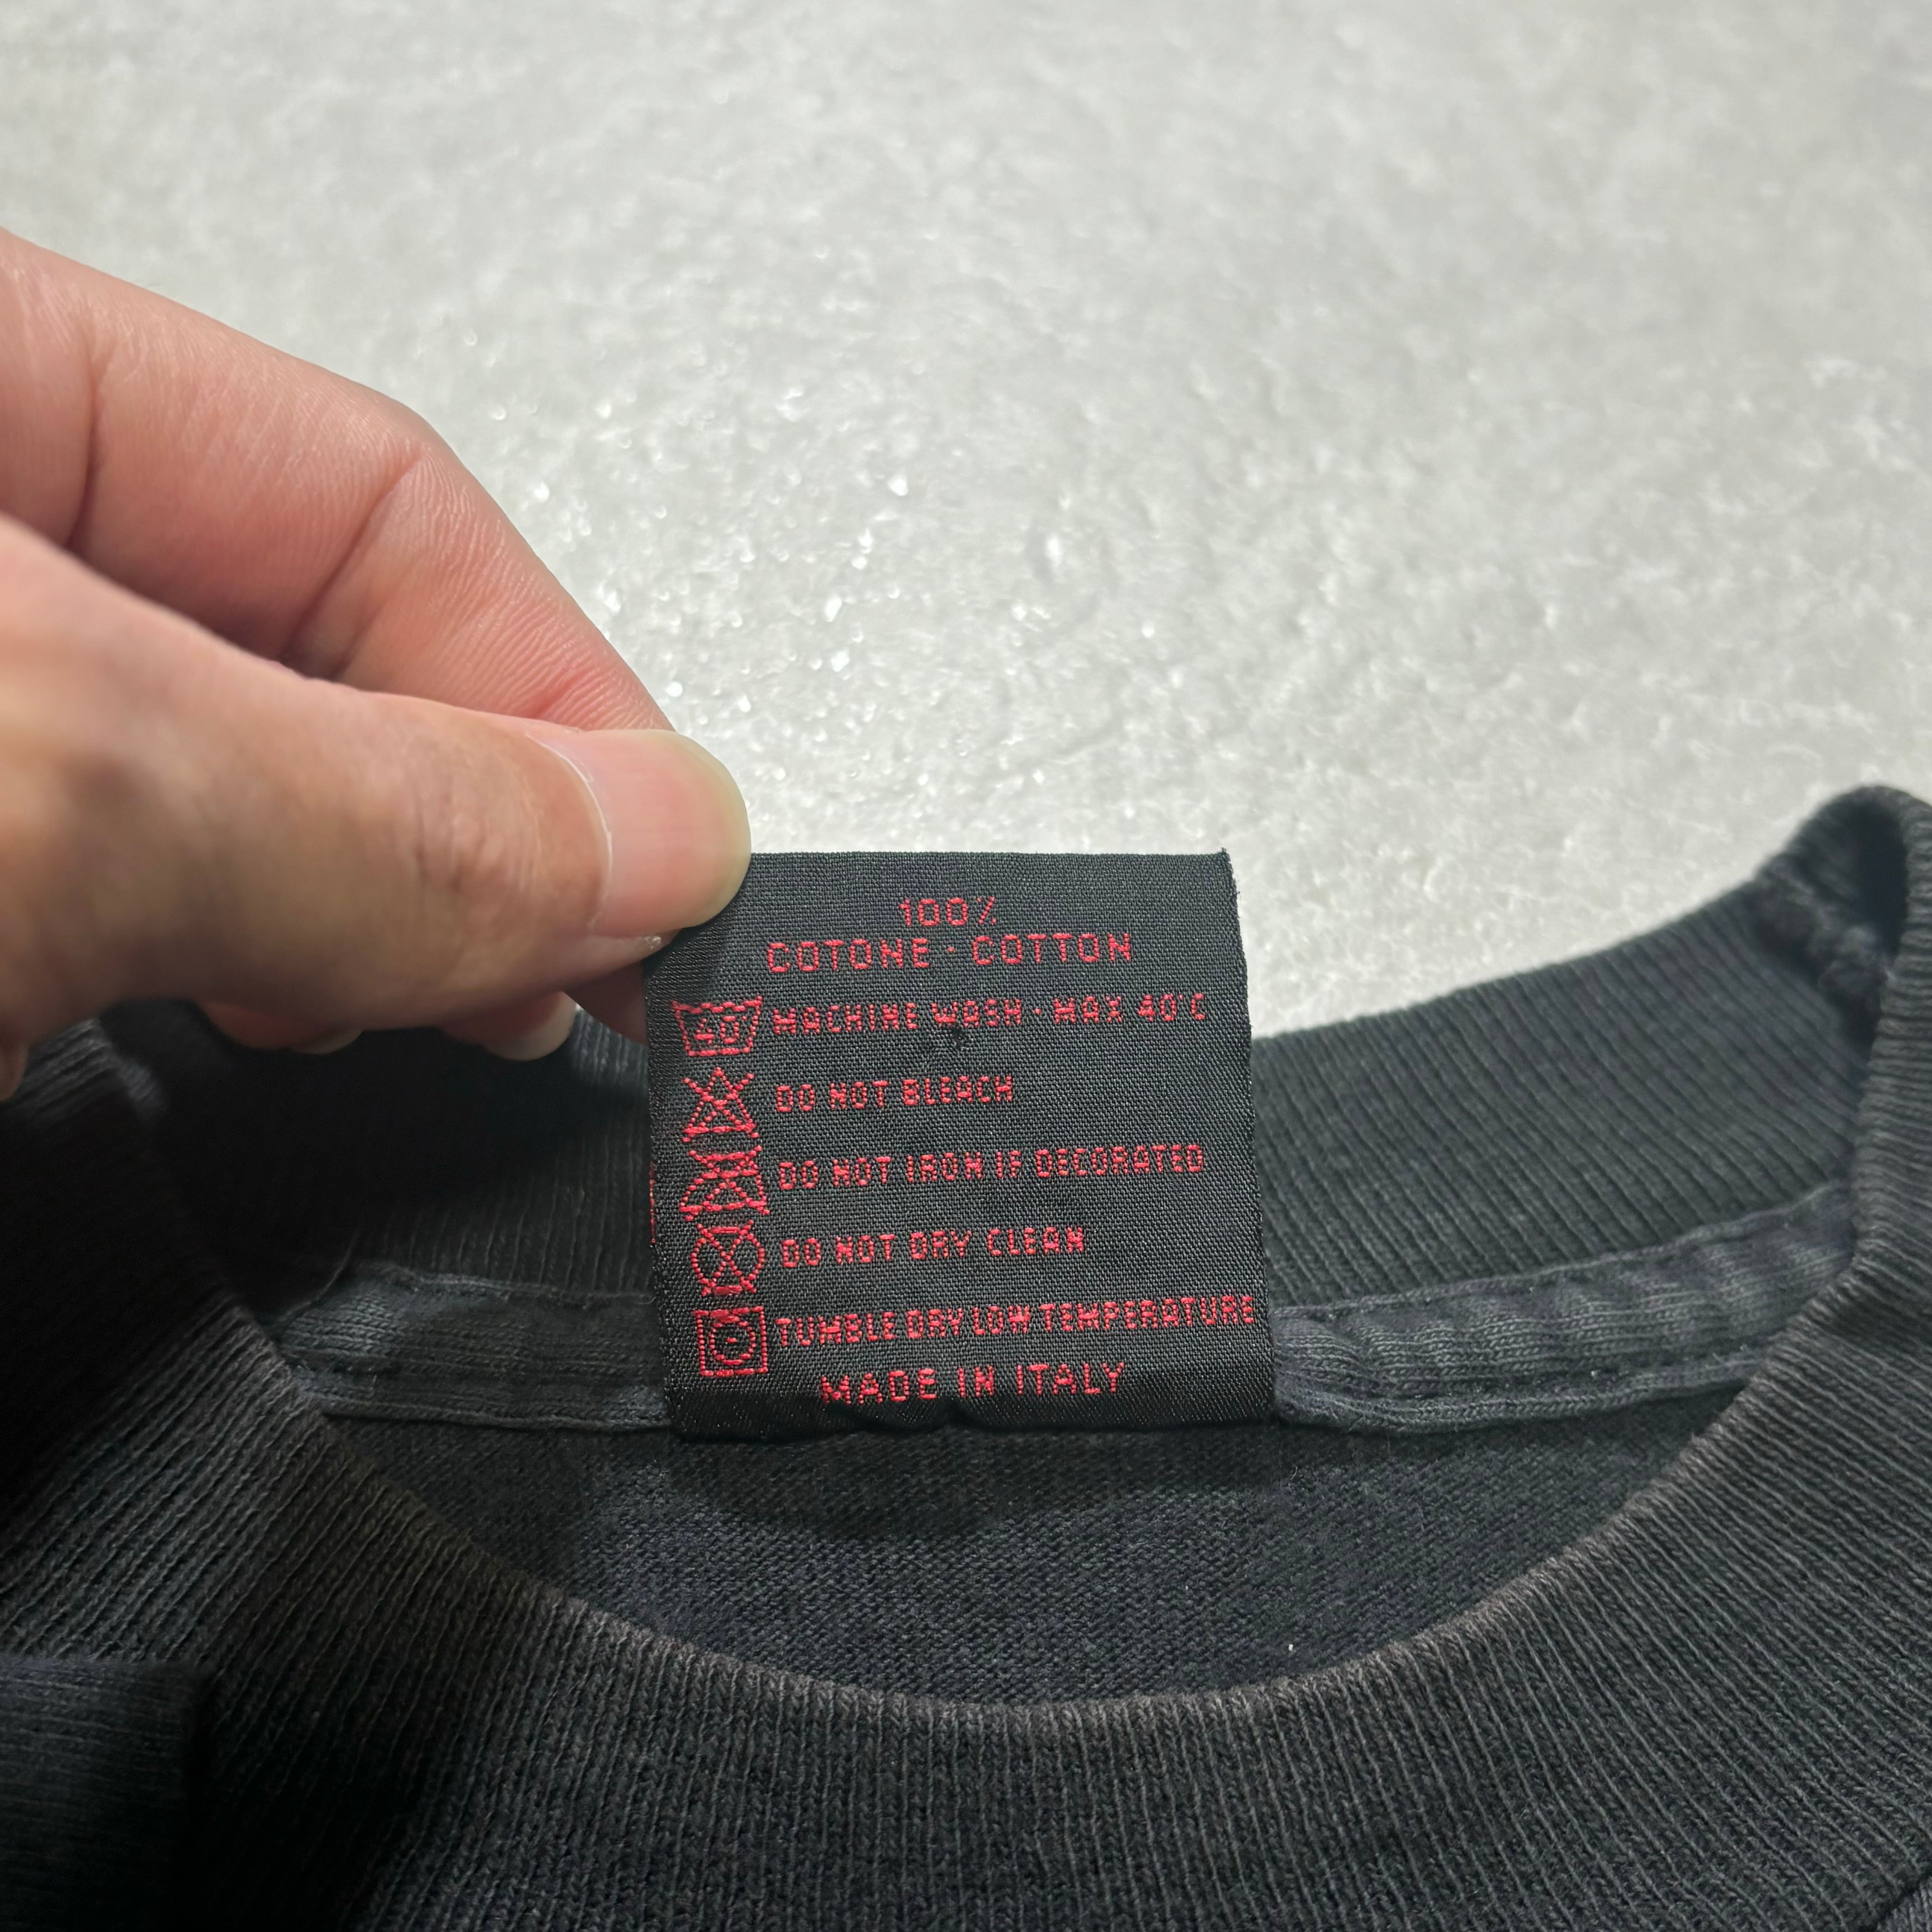 100%
COTONE · COTTON
40 MACHINE WASH · MAX 40°C
DO NOT BLEACH
DO NOT IRON IF DECORATED
DO NOT DRY CLEAN
TUMBLE DRY LOW TEMPERATURE
MADE IN ITALY